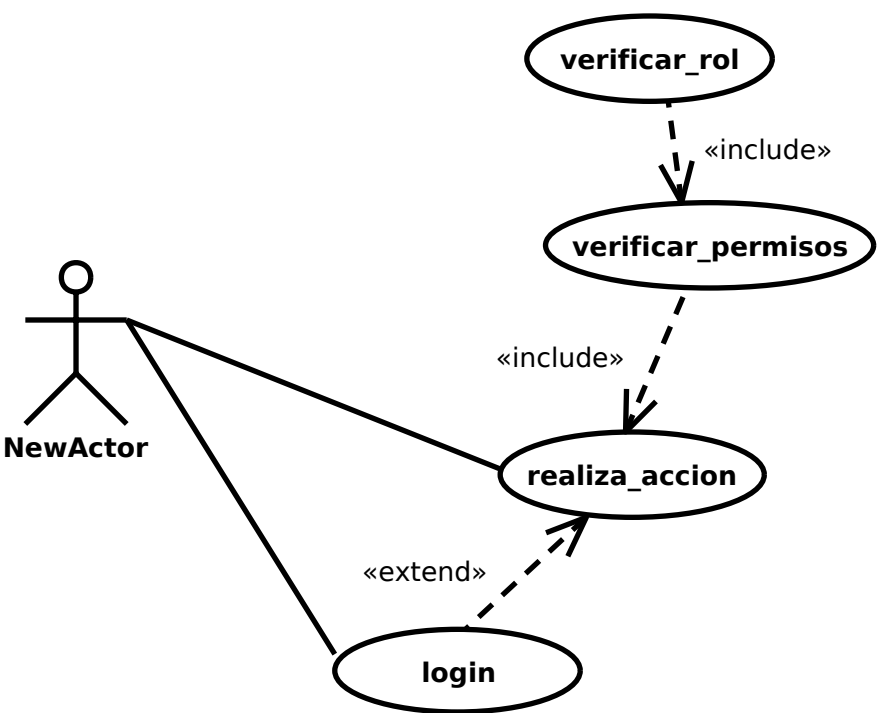 verificar_rol
«include»
verificar_permisos
«include»
NewActor
realiza_accion
«extend»
login